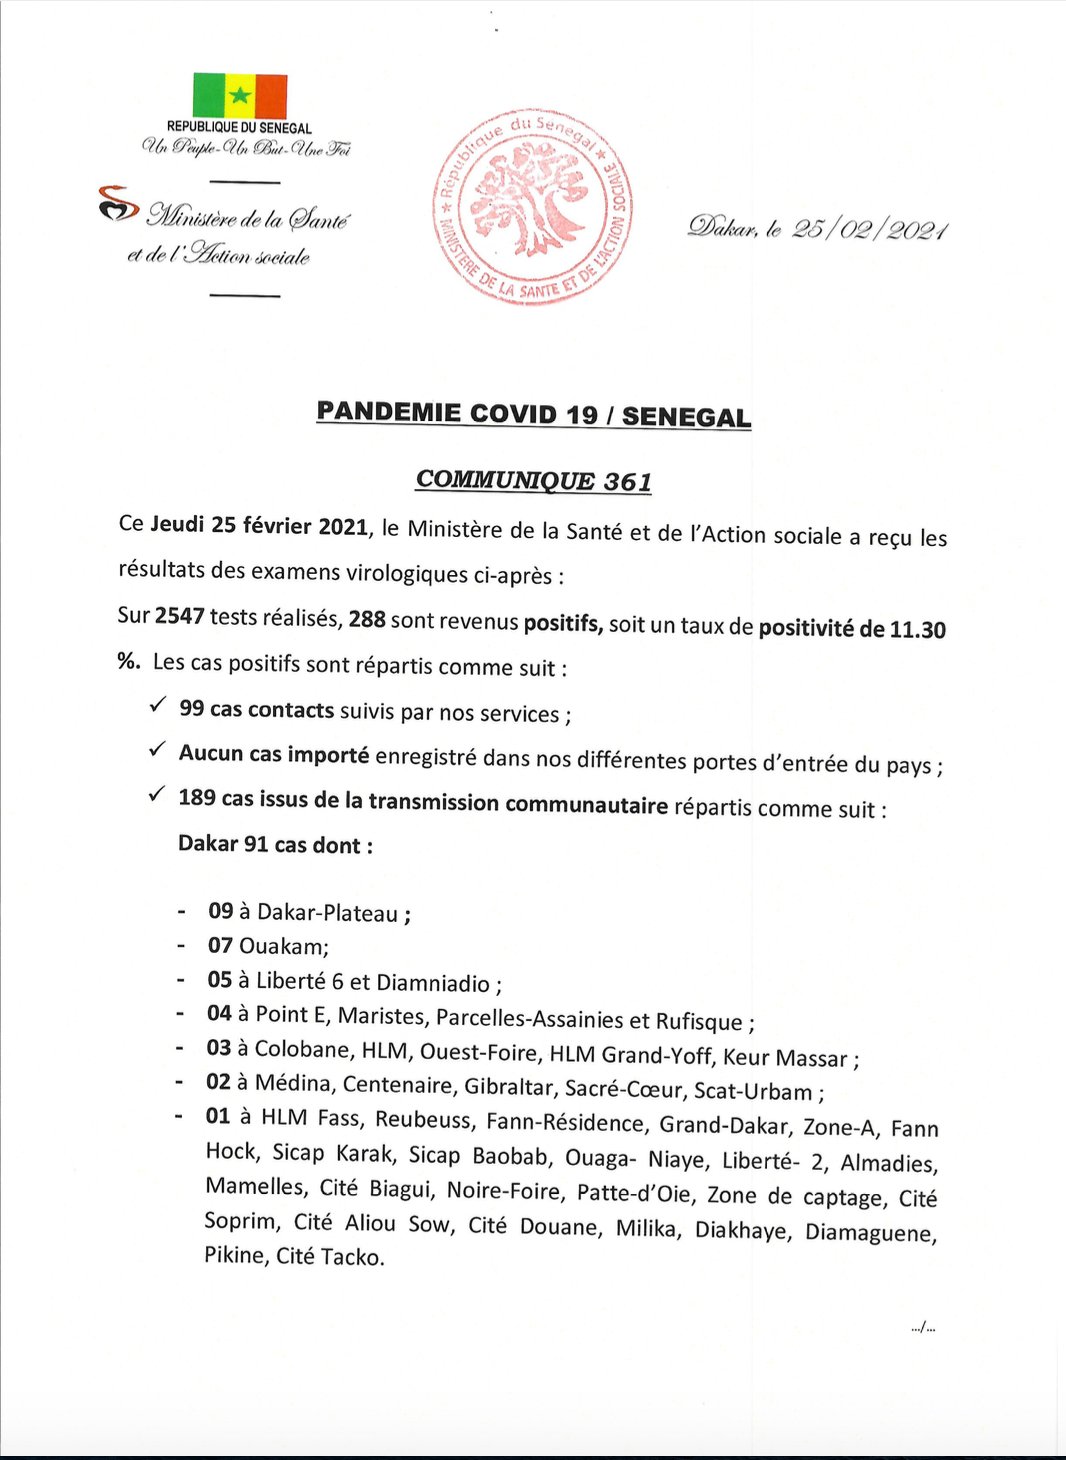 REPUBLIQUE DU SENEGAL
Un Peuple-Un But-Une Foi
Ministère de la Santé
et de l'Action sociale
★ République du Senegal ★
MINISTERE DE LA SANTE ET DE L'ACTION SOCIALE
Dakar, le 25/02/2021
PANDEMIE COVID 19 / SENEGAL
COMMUNIQUE 361
Ce Jeudi 25 février 2021, le Ministère de la Santé et de l'Action sociale a reçu les
résultats des examens virologiques ci-après :
Sur 2547 tests réalisés, 288 sont revenus positifs, soit un taux de positivité de 11.30
%. Les cas positifs sont répartis comme suit :
✓ 99 cas contacts suivis par nos services ;
✓ Aucun cas importé enregistré dans nos différentes portes d'entrée du pays ;
✓ 189 cas issus de la transmission communautaire répartis comme suit :
Dakar 91 cas dont :
- 09 à Dakar-Plateau ;
- 07 Ouakam;
- 05 à Liberté 6 et Diamniadio ;
- 04 à Point E, Maristes, Parcelles-Assainies et Rufisque ;
- 03 à Colobane, HLM, Ouest-Foire, HLM Grand-Yoff, Keur Massar ;
- 02 à Médina, Centenaire, Gibraltar, Sacré-Cœur, Scat-Urbam ;
- 01 à HLM Fass, Reubeuss, Fann-Résidence, Grand-Dakar, Zone-A, Fann
Hock, Sicap Karak, Sicap Baobab, Ouaga- Niaye, Liberté- 2, Almadies,
Mamelles, Cité Biagui, Noire-Foire, Patte-d'Oie, Zone de captage, Cité
Soprim, Cité Aliou Sow, Cité Douane, Milika, Diakhaye, Diamaguene,
Pikine, Cité Tacko.
.../...